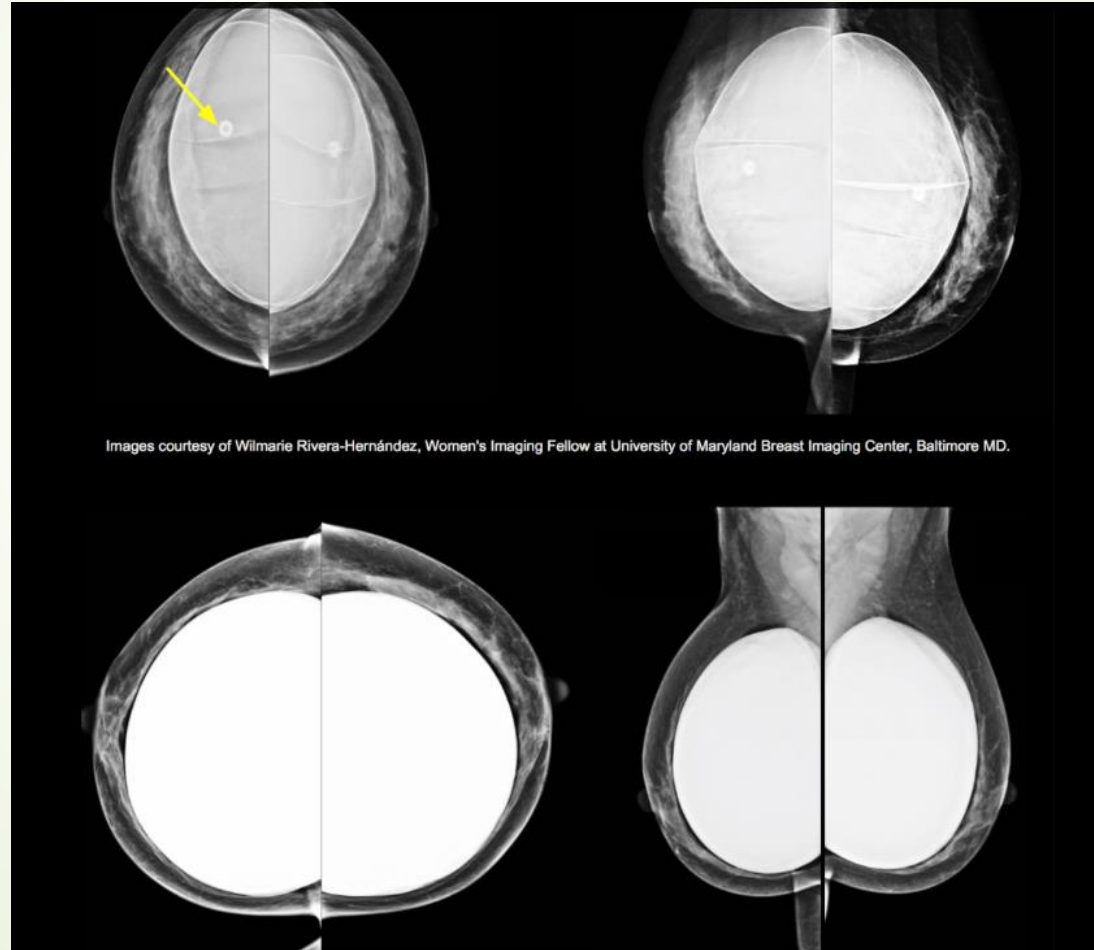 Images courtesy of Wilmarie Rivera-Hernández, Women's Imaging Fellow at University of Maryland Breast Imaging Center, Baltimore MD.